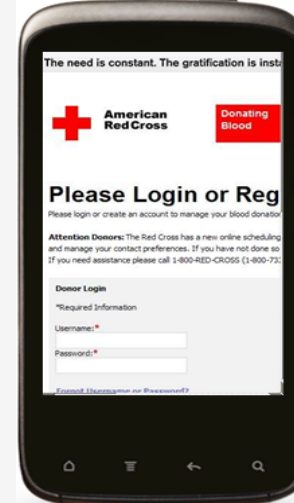 The need is constant. The gratification is insta
American
Red Cross
Donating
Blood
Please Login or Reg
Please login or create an account to manage your blood donation
Attention Donors: The Red Cross has a new online scheduling
and manage your contact preferences. If you have not done so
If you need assistance please call 1-800-RED-CROSS (1-800-73
Donor Login
*Required Information
Username:*
Password:*
Forgot Username or Password?